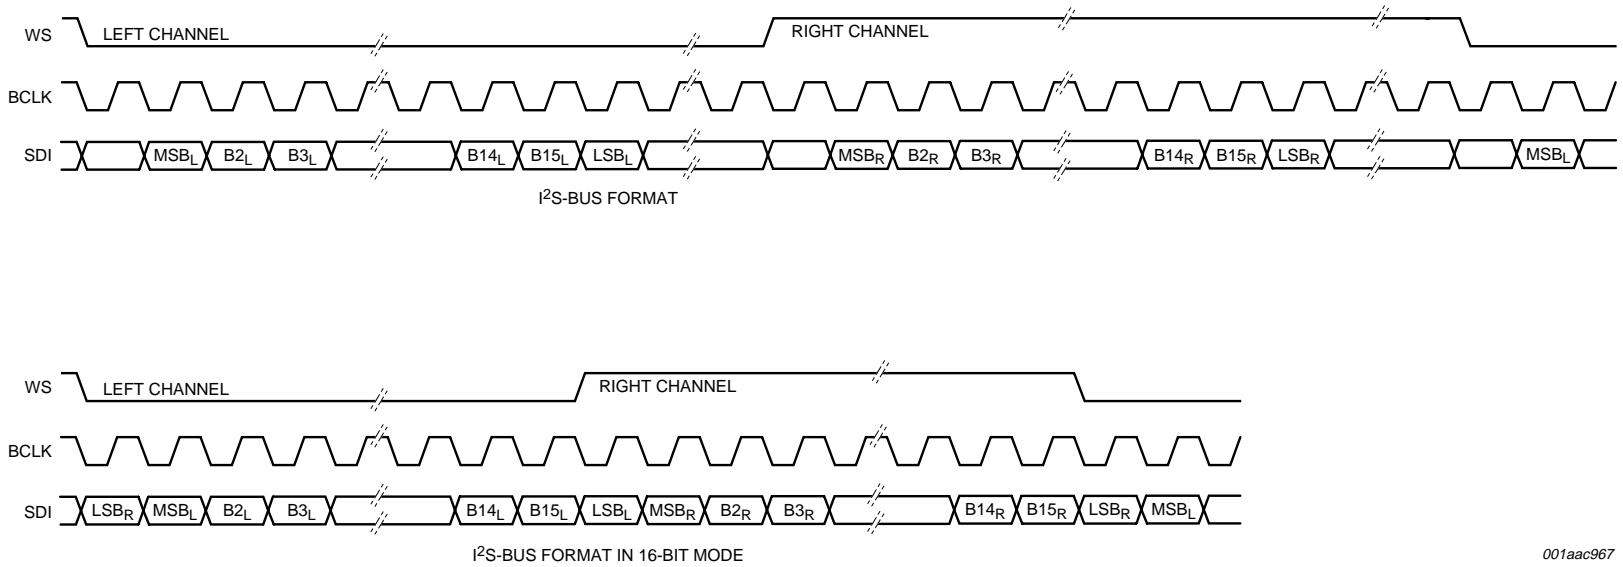 WS LEFT CHANNEL RIGHT CHANNEL
BCLK
SDI MSBL B2L B3L B14L B15L LSBL MSBR B2R B3R B14R B15R LSBR MSBL
I2S-BUS FORMAT
WS LEFT CHANNEL RIGHT CHANNEL
BCLK
SDI LSBR MSBL B2L B3L B14L B15L LSBL MSBR B2R B3R B14R B15R LSBR MSBL
I2S-BUS FORMAT IN 16-BIT MODE
001aac967